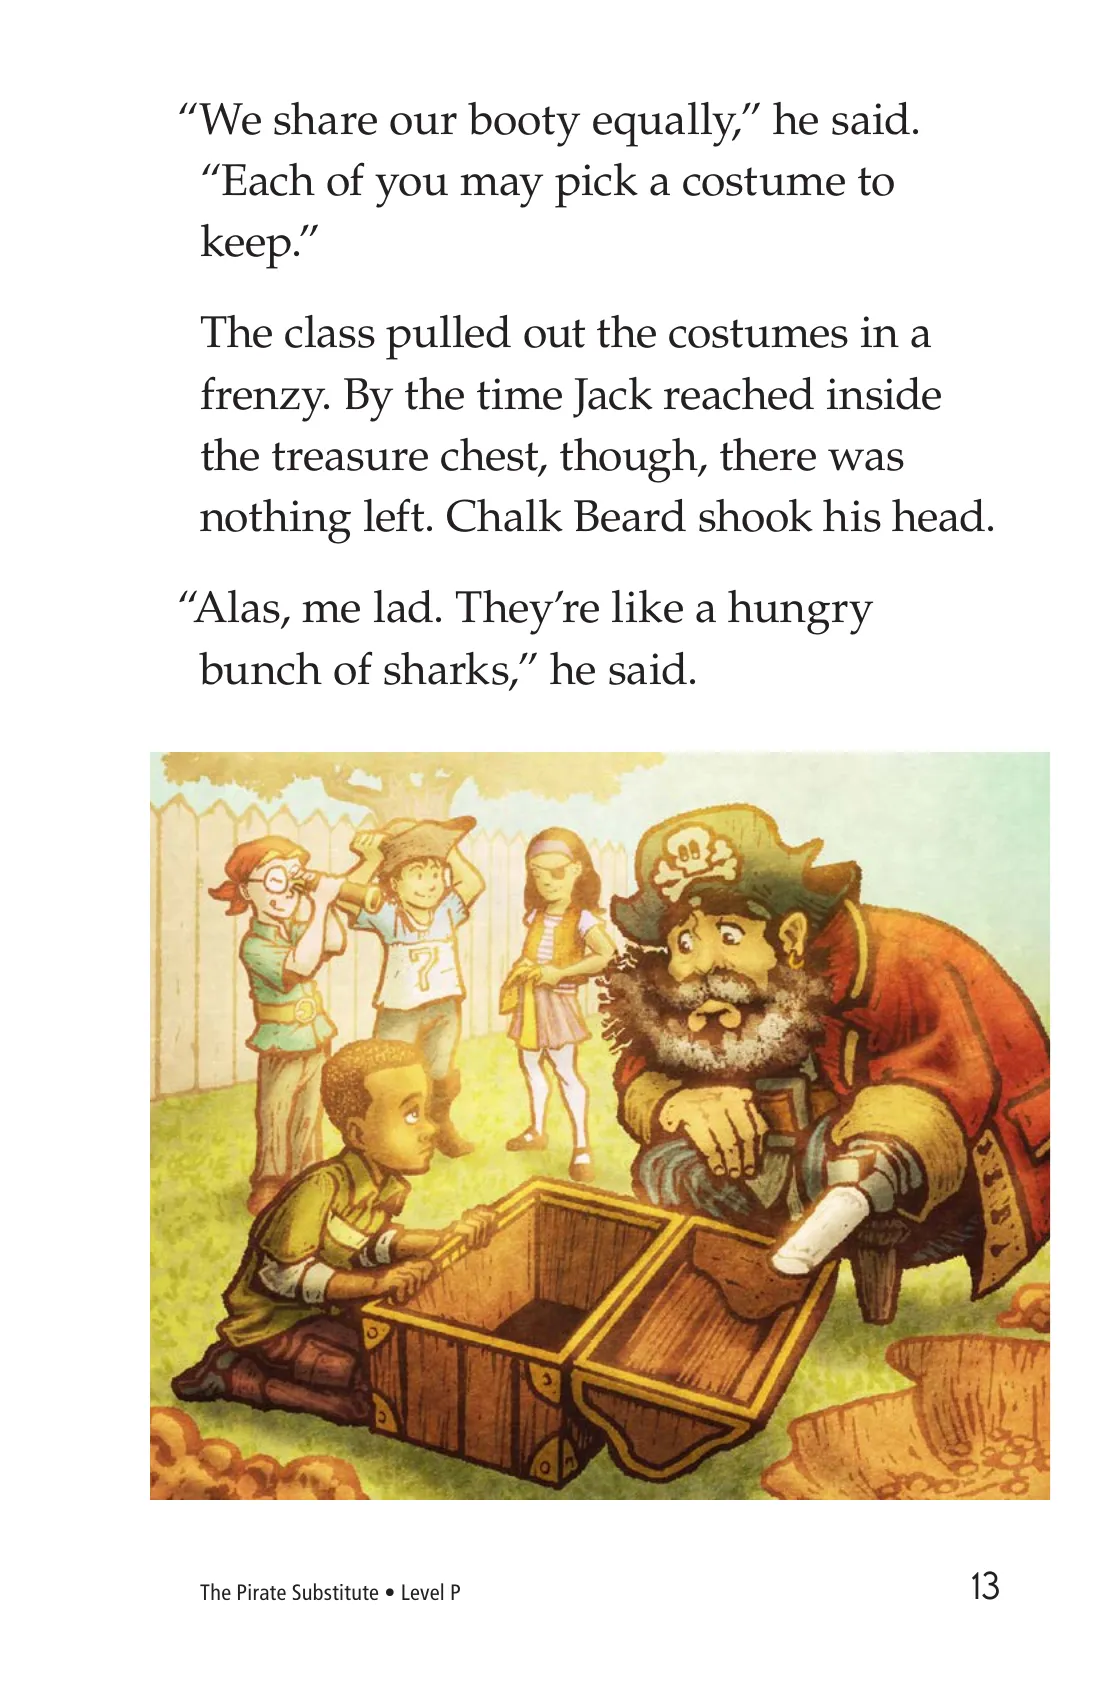 “We share our booty equally,” he said.
“Each of you may pick a costume to
keep.”
The class pulled out the costumes in a
frenzy. By the time Jack reached inside
the treasure chest, though, there was
nothing left. Chalk Beard shook his head.
“Alas, me lad. They’re like a hungry
bunch of sharks,” he said.
7
The Pirate Substitute • Level P
13